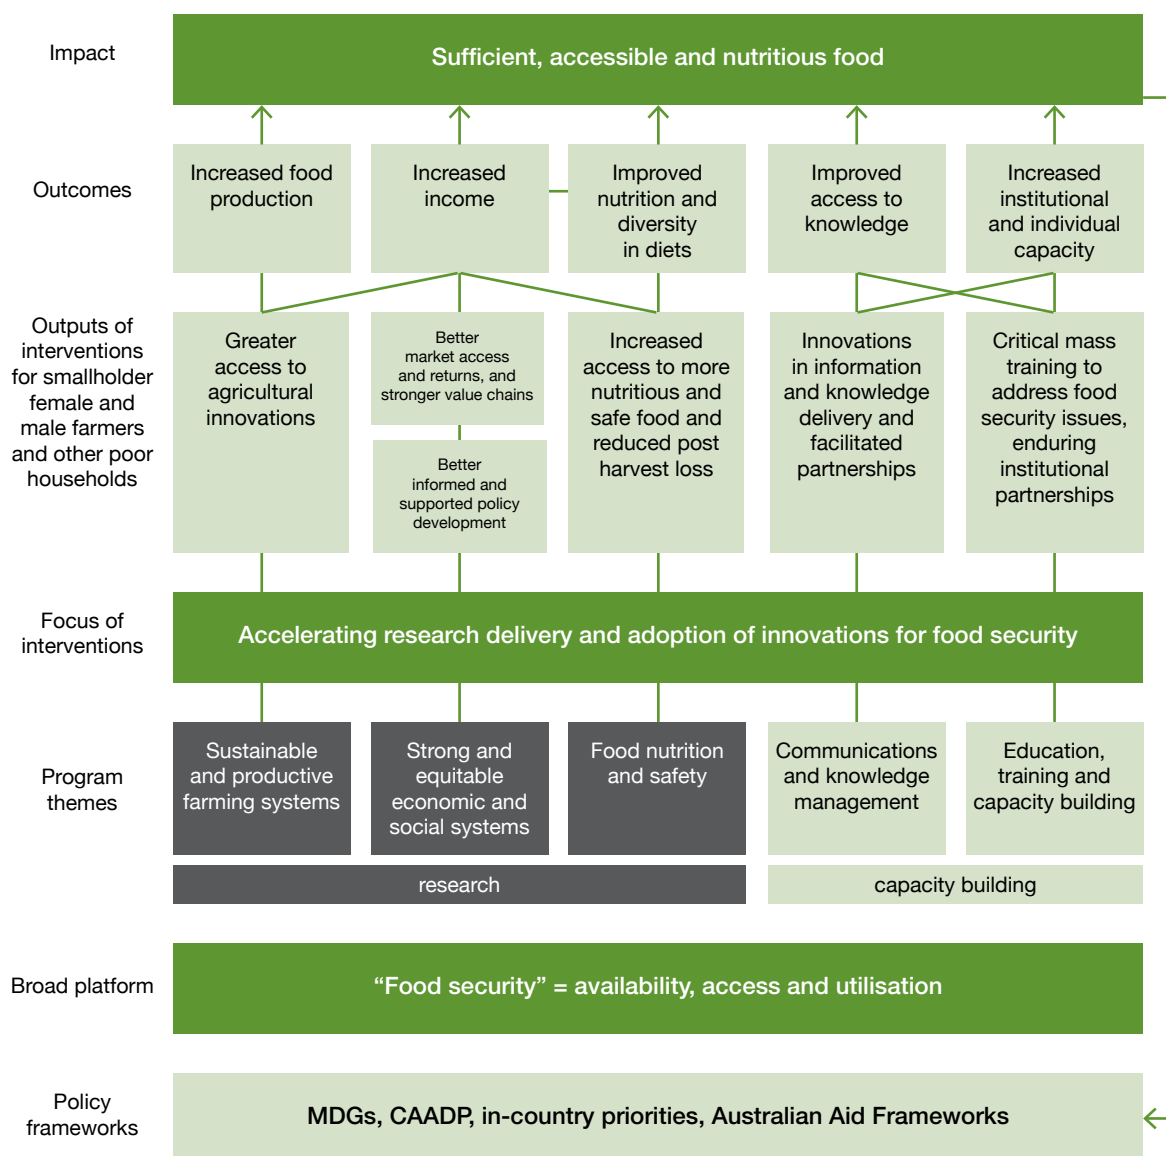 Impact
Sufficient, accessible and nutritious food
Outcomes
Increased food
production
Increased
income
Improved
nutrition and
diversity
in diets
Improved
access to
knowledge
Increased
institutional
and individual
capacity
Outputs of
interventions
for smallholder
female and
male farmers
and other poor
households
Greater
access to
agricultural
innovations
Better
market access
and returns, and
stronger value chains
Better
informed and
supported policy
development
Increased
access to more
nutritious and
safe food and
reduced post
harvest loss
Innovations
in information
and knowledge
delivery and
facilitated
partnerships
Critical mass
training to
address food
security issues,
enduring
institutional
partnerships
Focus of
interventions
Accelerating research delivery and adoption of innovations for food security
Program
themes
Sustainable
and productive
farming systems
Strong and
equitable
economic and
social systems
Food nutrition
and safety
Communications
and knowledge
management
Education,
training and
capacity building
research
capacity building
Broad platform
“Food security” = availability, access and utilisation
Policy
frameworks
MDGs, CAADP, in-country priorities, Australian Aid Frameworks